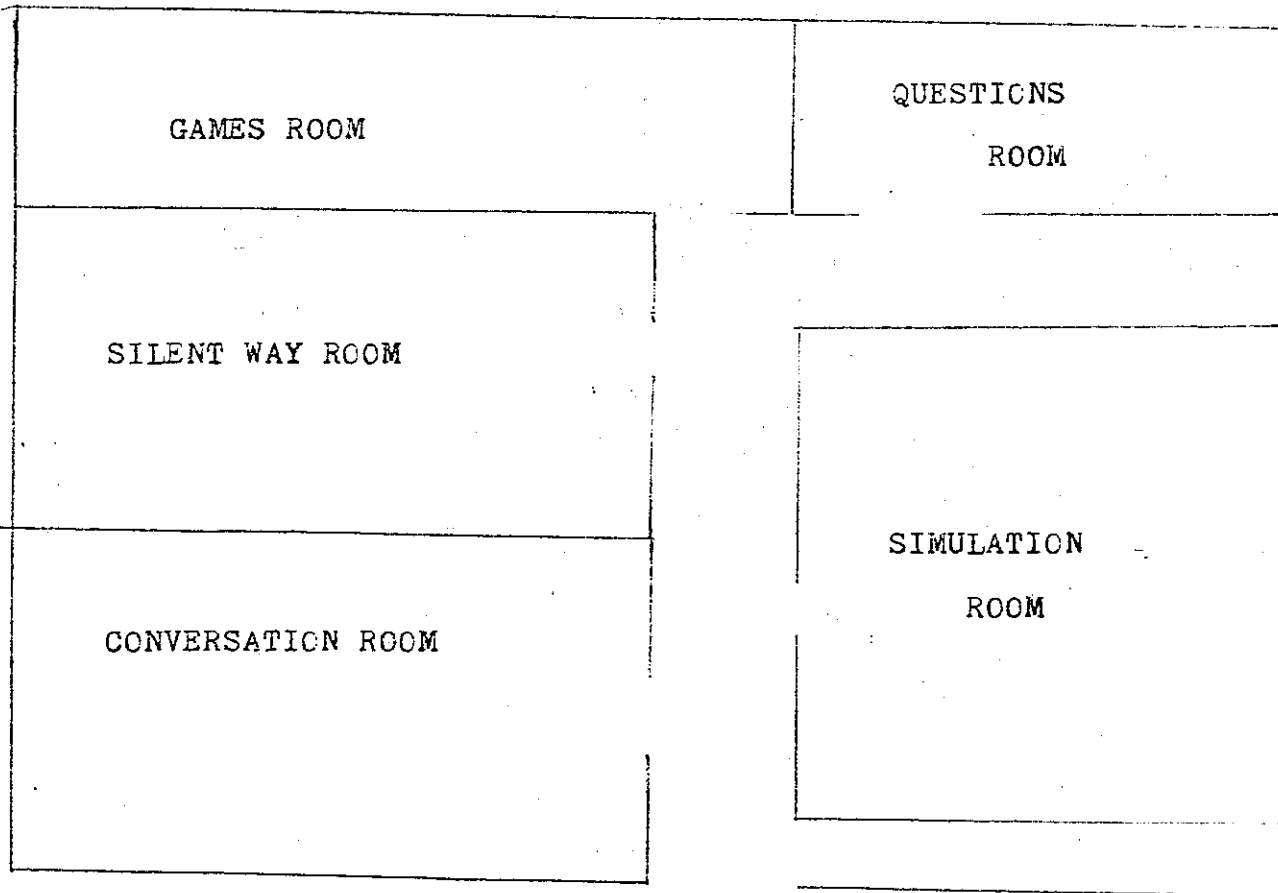 GAMES ROOM
QUESTIONS
ROOM
SILENT WAY ROOM
SIMULATION
ROOM
CONVERSATION ROOM